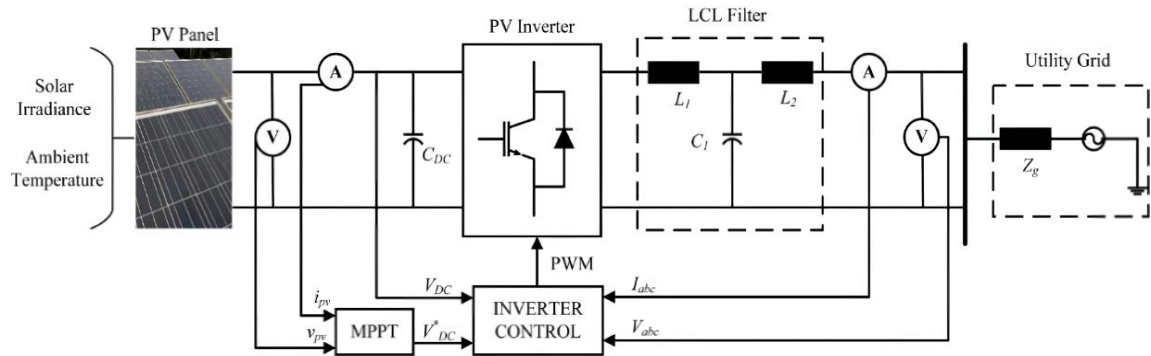 LCL Filter
PV Panel
PV Inverter
Utility Grid
Solar
Irradiance
Ambient
Temperature
A
V
C_DC
L_1
L_2
C_1
A
V
Z_g
PWM
i_pv
v_pv
MPPT
V_DC
V^*_DC
INVERTER
CONTROL
I_abc
V_abc